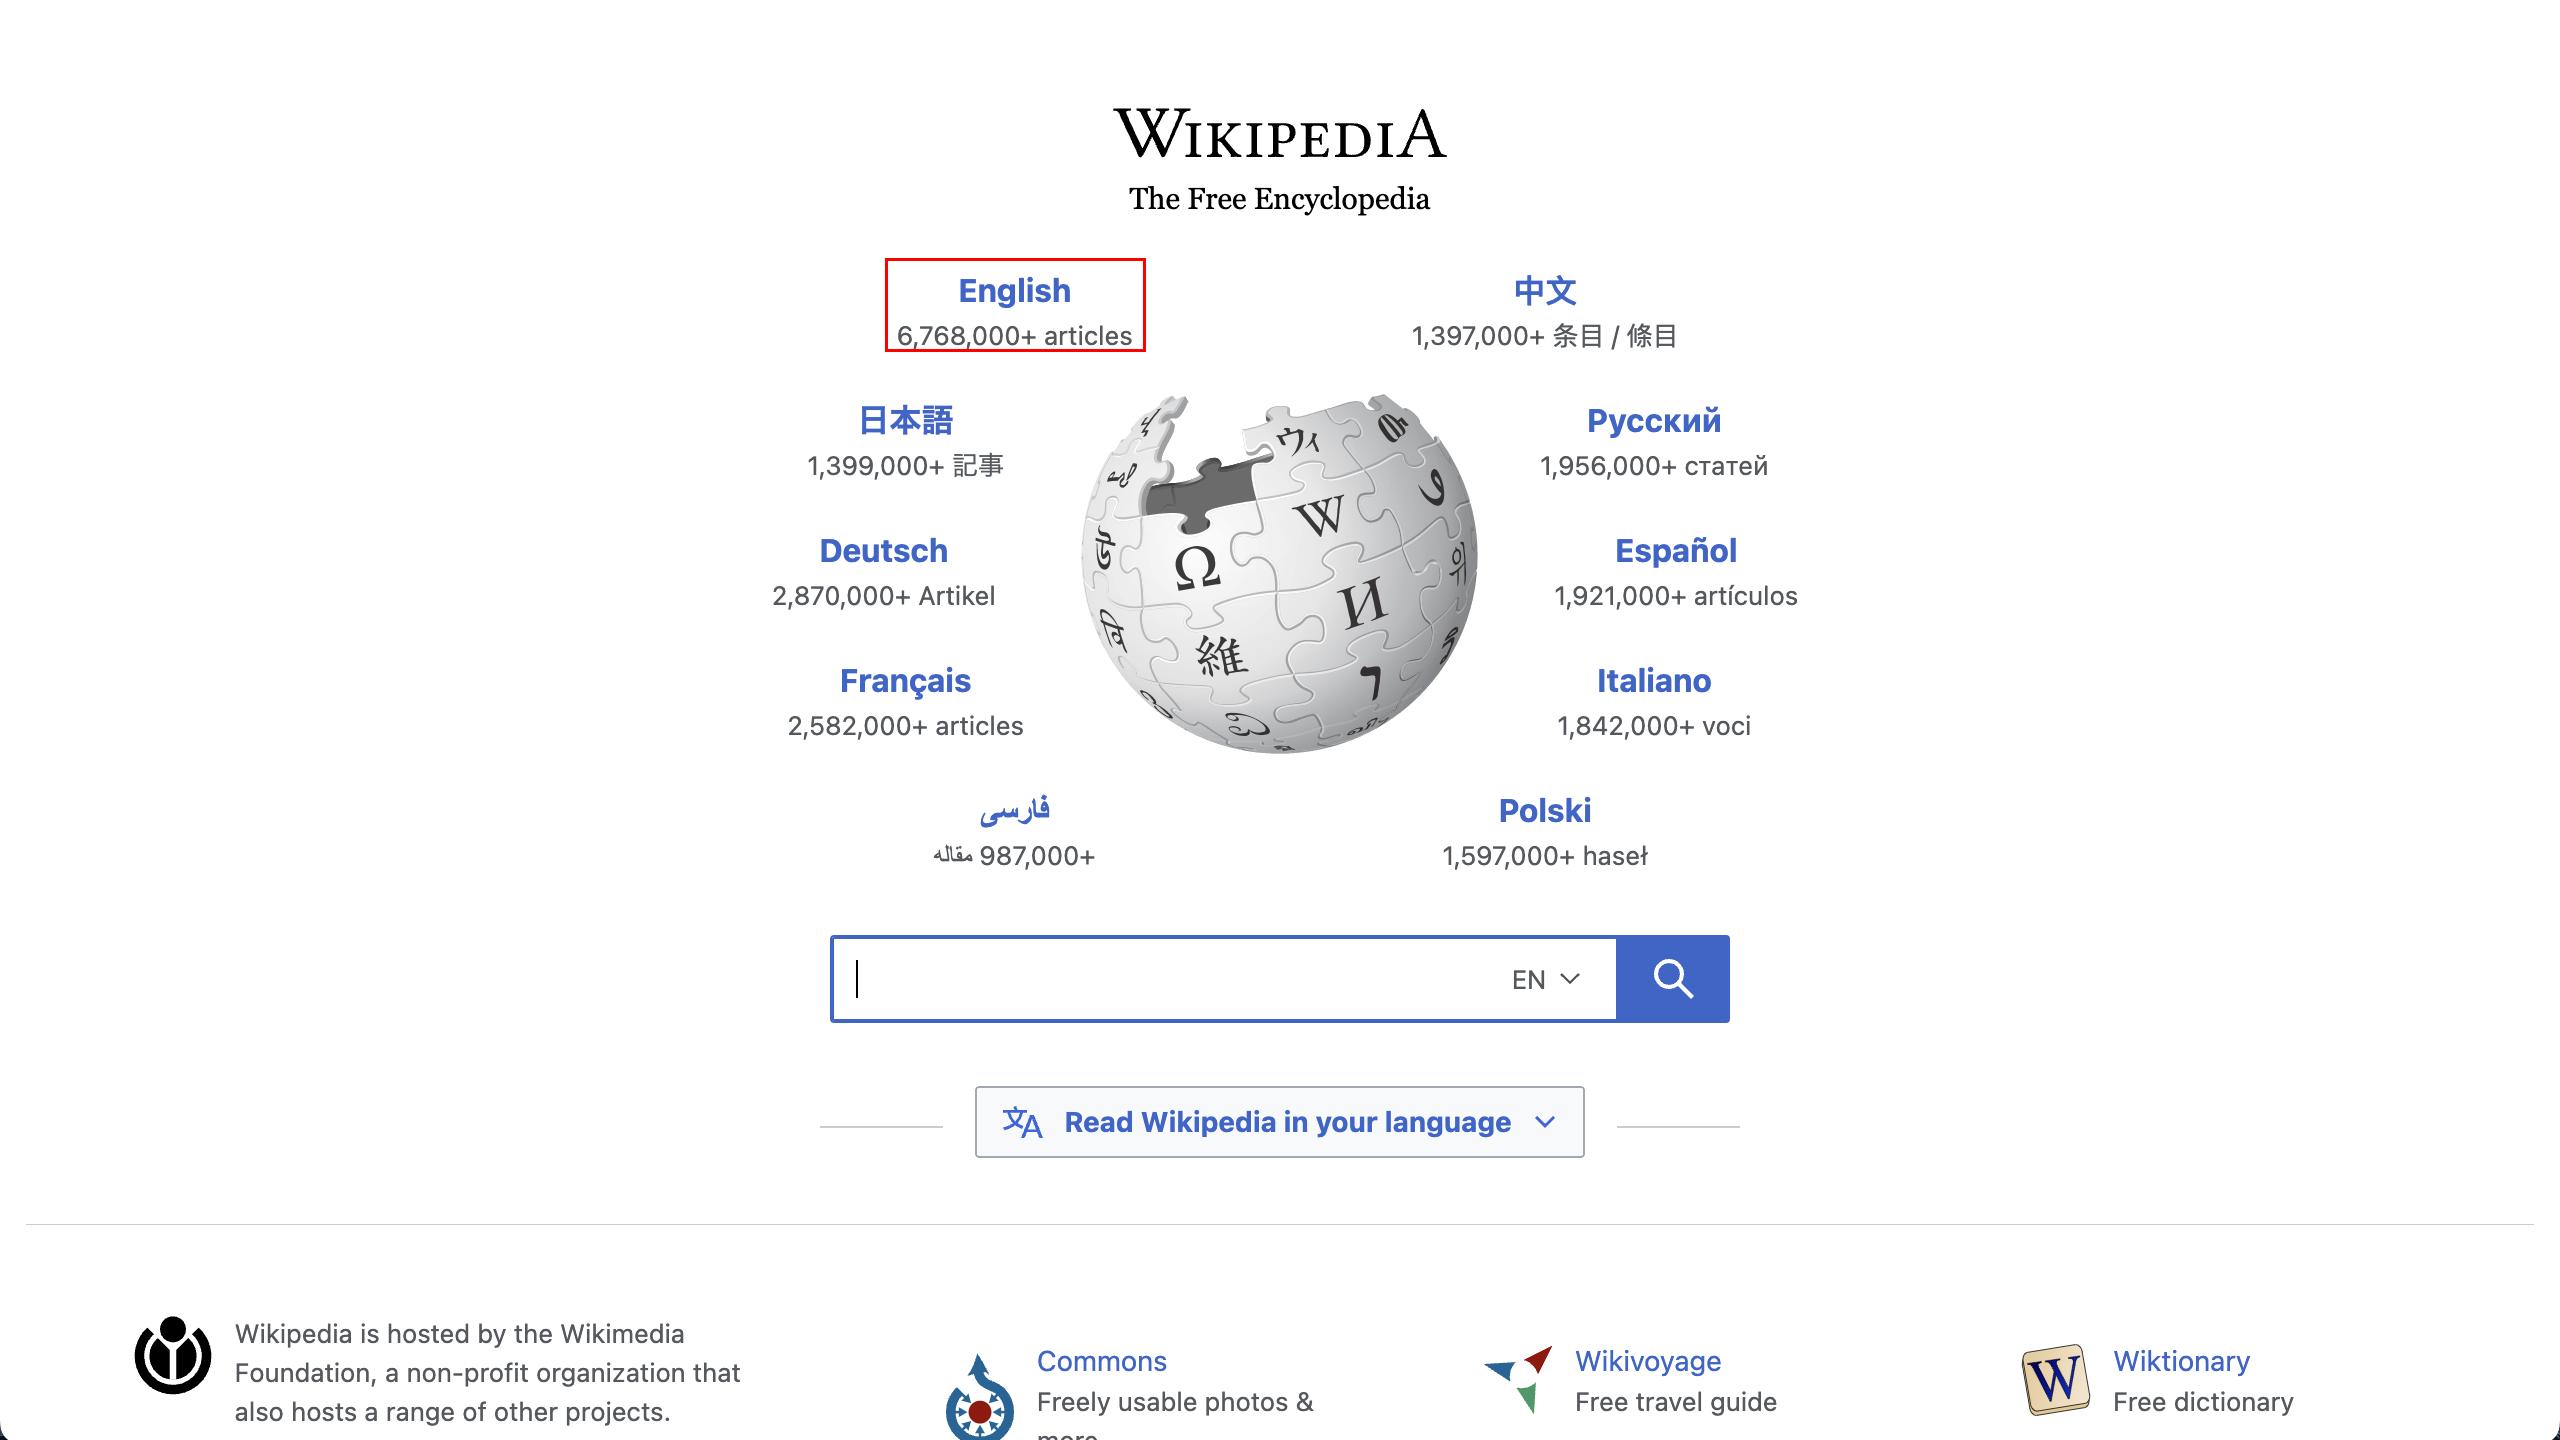 WIKIPEDIA
The Free Encyclopedia
English
6,768,000+ articles
中文
1,397,000+ 条目 / 條目
日本語
1,399,000+ 記事
Русский
1,956,000+ статей
Deutsch
2,870,000+ Artikel
Español
1,921,000+ artículos
Français
2,582,000+ articles
Italiano
1,842,000+ voci
فارسی
987,000+ مقاله
Polski
1,597,000+ haseł
ウィ
W
Ω
И
維
위
EN
Read Wikipedia in your language
Wikipedia is hosted by the Wikimedia
Foundation, a non-profit organization that
also hosts a range of other projects.
Commons
Freely usable photos &
Wikivoyage
Free travel guide
W
Wiktionary
Free dictionary